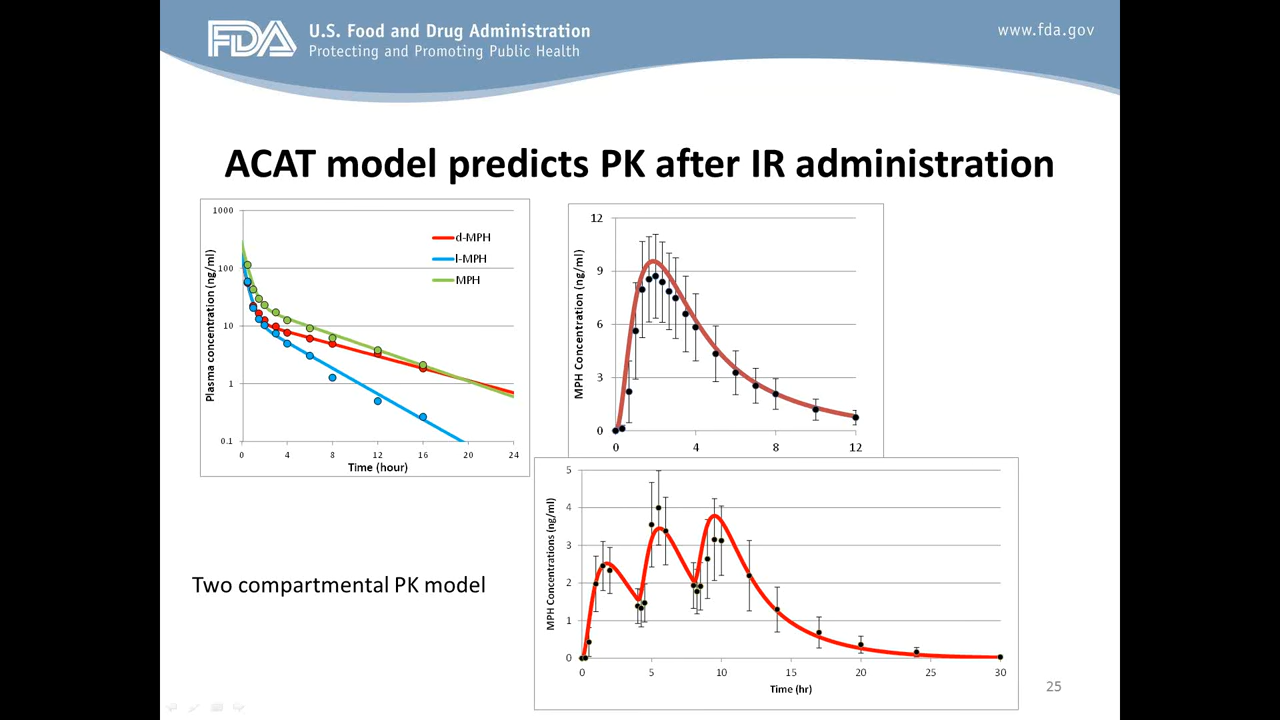 FDA
U.S. Food and Drug Administration
Protecting and Promoting Public Health
www.fda.gov
ACAT model predicts PK after IR administration
Plasma concentration (ng/ml)
1000
100
10
1
0.1
d-MPH
l-MPH
MPH
0 4 8 12 16 20 24
Time (hour)
MPH Concentration (ng/ml)
12
9
6
3
0
0 4 8 12
Two compartmental PK model
MPH Concentrations (ng/ml)
5
4
3
2
1
0
0 5 10 15 20 25 30
Time (hr)
25